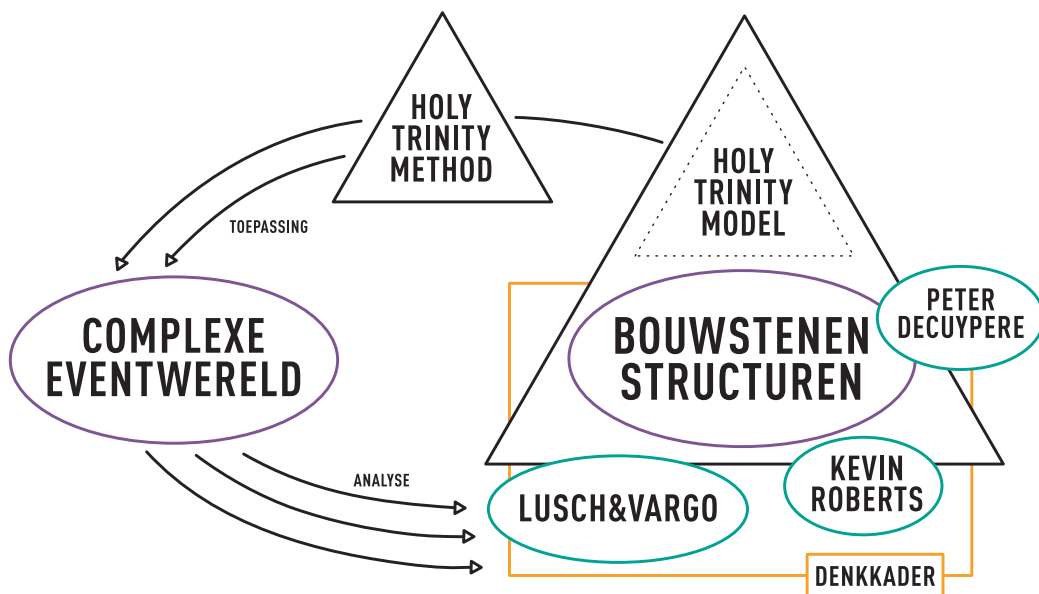 HOLY
TRINITY
METHOD
HOLY
TRINITY
MODEL
TOEPASSING
COMPLEXE
EVENTWERELD
BOUWSTENEN
STRUCTUREN
PETER
DECUYPERE
ANALYSE
LUSCH&VARGO
KEVIN
ROBERTS
DENKKADER